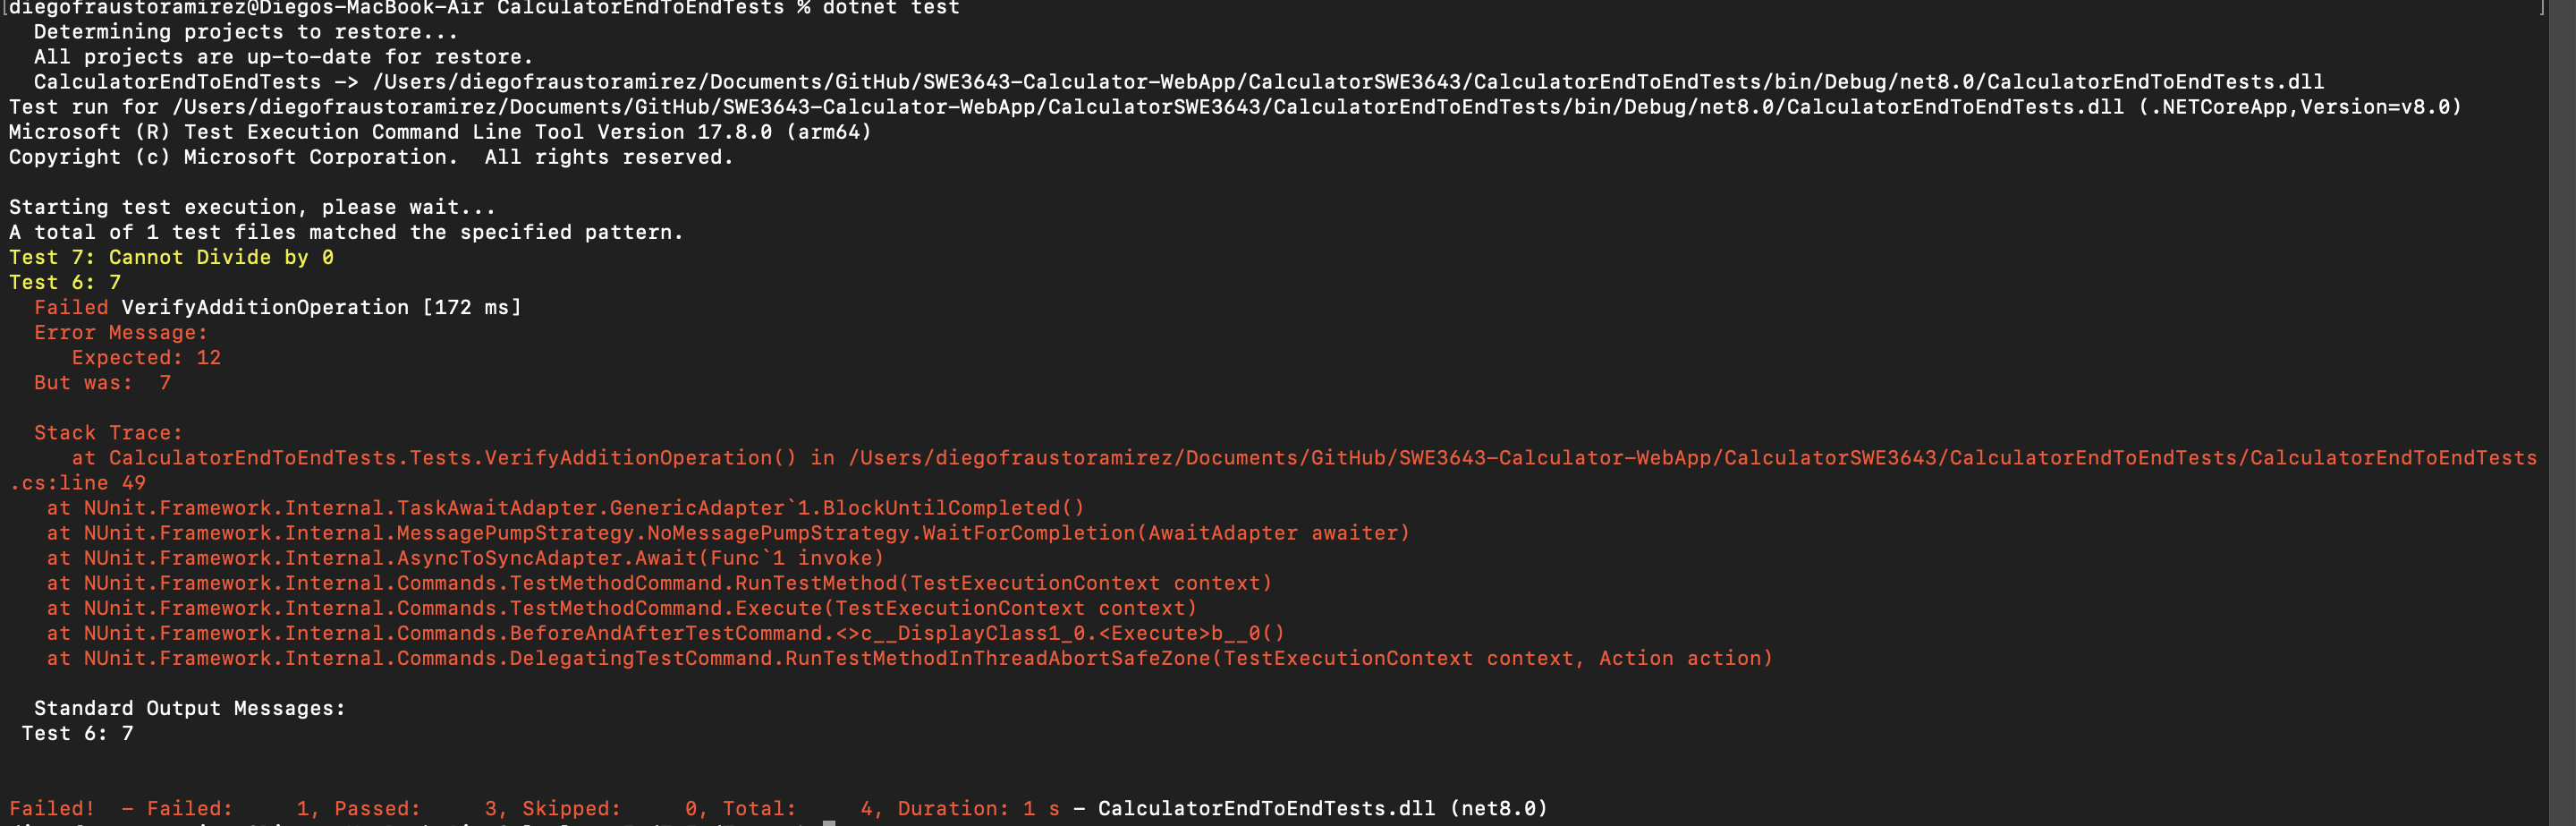 [diegofraustoramirez@Diegos-MacBook-Air CalculatorEndToEndTests % dotnet test ]
Determining projects to restore...
All projects are up-to-date for restore.
CalculatorEndToEndTests -> /Users/diegofraustoramirez/Documents/GitHub/SWE3643-Calculator-WebApp/CalculatorSWE3643/CalculatorEndToEndTests/bin/Debug/net8.0/CalculatorEndToEndTests.dll
Test run for /Users/diegofraustoramirez/Documents/GitHub/SWE3643-Calculator-WebApp/CalculatorSWE3643/CalculatorEndToEndTests/bin/Debug/net8.0/CalculatorEndToEndTests.dll (.NETCoreApp,Version=v8.0)
Microsoft (R) Test Execution Command Line Tool Version 17.8.0 (arm64)
Copyright (c) Microsoft Corporation.  All rights reserved.
Starting test execution, please wait...
A total of 1 test files matched the specified pattern.
Test 7: Cannot Divide by 0
Test 6: 7
Failed VerifyAdditionOperation [172 ms]
Error Message:
Expected: 12
But was:  7
Stack Trace:
at CalculatorEndToEndTests.Tests.VerifyAdditionOperation() in /Users/diegofraustoramirez/Documents/GitHub/SWE3643-Calculator-WebApp/CalculatorSWE3643/CalculatorEndToEndTests/CalculatorEndToEndTests
.cs:line 49
at NUnit.Framework.Internal.TaskAwaitAdapter.GenericAdapter`1.BlockUntilCompleted()
at NUnit.Framework.Internal.MessagePumpStrategy.NoMessagePumpStrategy.WaitForCompletion(AwaitAdapter awaiter)
at NUnit.Framework.Internal.AsyncToSyncAdapter.Await(Func`1 invoke)
at NUnit.Framework.Internal.Commands.TestMethodCommand.RunTestMethod(TestExecutionContext context)
at NUnit.Framework.Internal.Commands.TestMethodCommand.Execute(TestExecutionContext context)
at NUnit.Framework.Internal.Commands.BeforeAndAfterTestCommand.<>c__DisplayClass1_0.<Execute>b__0()
at NUnit.Framework.Internal.Commands.DelegatingTestCommand.RunTestMethodInThreadAbortSafeZone(TestExecutionContext context, Action action)
Standard Output Messages:
Test 6: 7
Failed!  - Failed:     1, Passed:     3, Skipped:     0, Total:     4, Duration: 1 s - CalculatorEndToEndTests.dll (net8.0)